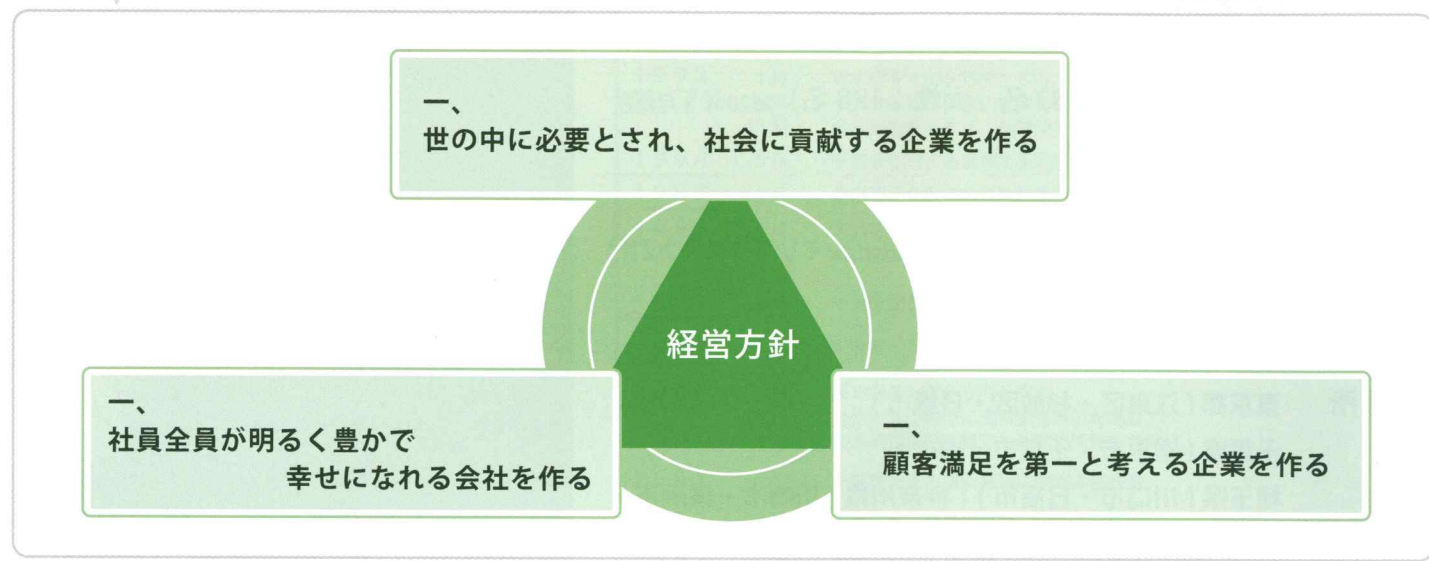 一、
世の中に必要とされ、社会に貢献する企業を作る
経営方針
一、
社員全員が明るく豊かで
幸せになれる会社を作る
一、
顧客満足を第一と考える企業を作る